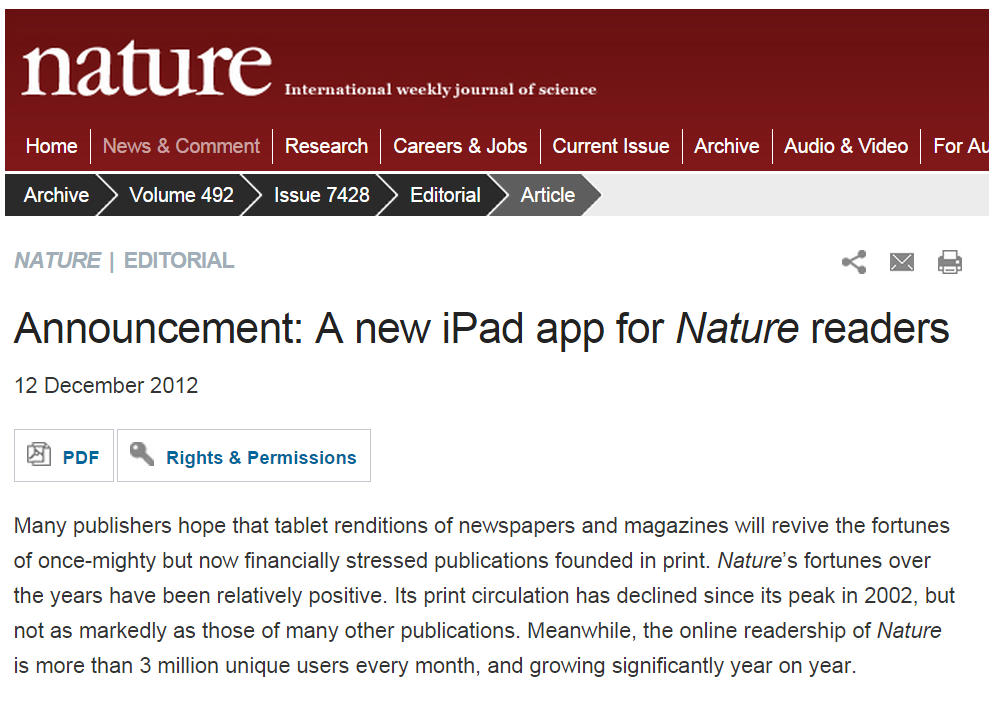 nature International weekly journal of science
Home News & Comment Research Careers & Jobs Current Issue Archive Audio & Video For Au
Archive Volume 492 Issue 7428 Editorial Article
NATURE | EDITORIAL
Announcement: A new iPad app for Nature readers
12 December 2012
PDF Rights & Permissions
Many publishers hope that tablet renditions of newspapers and magazines will revive the fortunes
of once-mighty but now financially stressed publications founded in print. Nature's fortunes over
the years have been relatively positive. Its print circulation has declined since its peak in 2002, but
not as markedly as those of many other publications. Meanwhile, the online readership of Nature
is more than 3 million unique users every month, and growing significantly year on year.